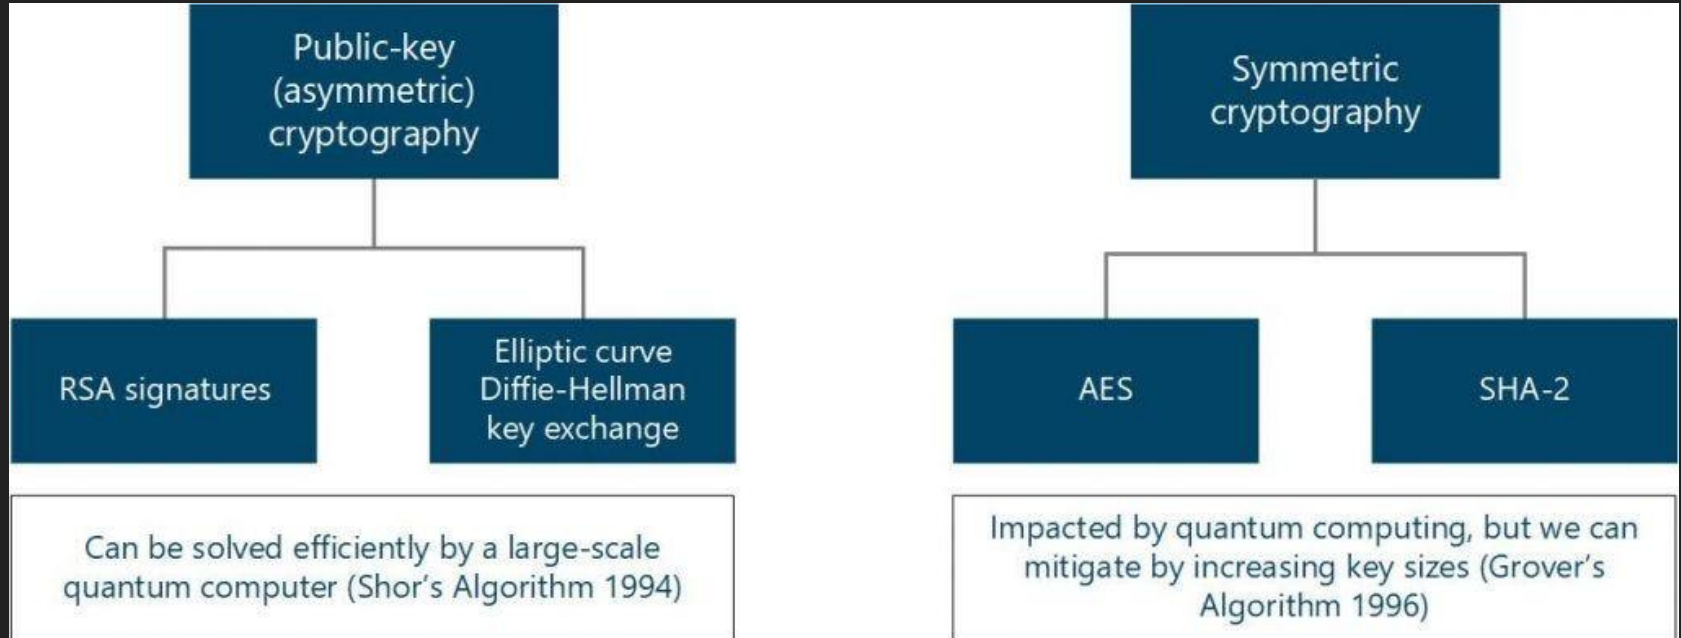 Public-key
(asymmetric)
cryptography
Symmetric
cryptography
RSA signatures
Elliptic curve
Diffie-Hellman
key exchange
AES
SHA-2
Can be solved efficiently by a large-scale
quantum computer (Shor’s Algorithm 1994)
Impacted by quantum computing, but we can
mitigate by increasing key sizes (Grover’s
Algorithm 1996)